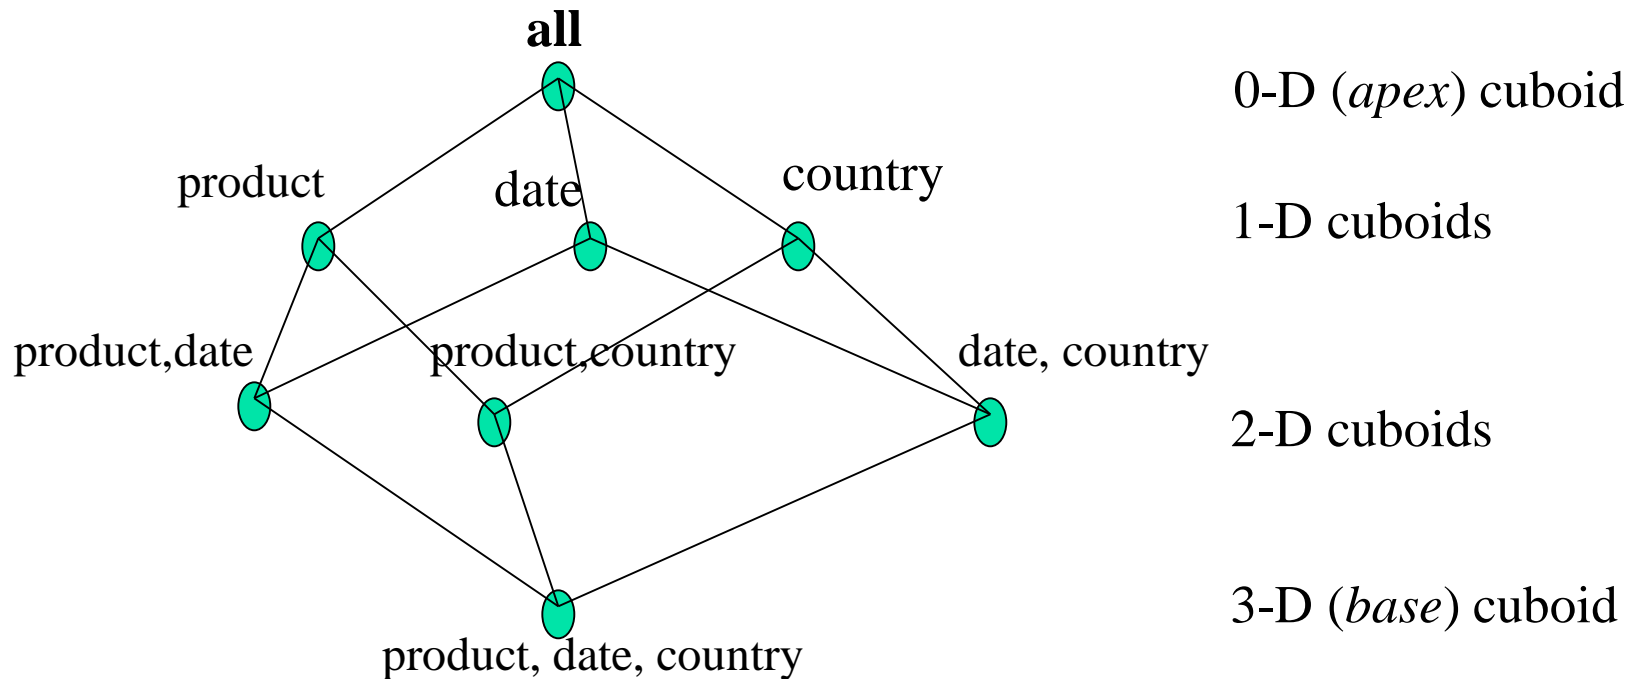 all
0-D (apex) cuboid
product
date
country
1-D cuboids
product,date
product,country
date, country
2-D cuboids
3-D (base) cuboid
product, date, country